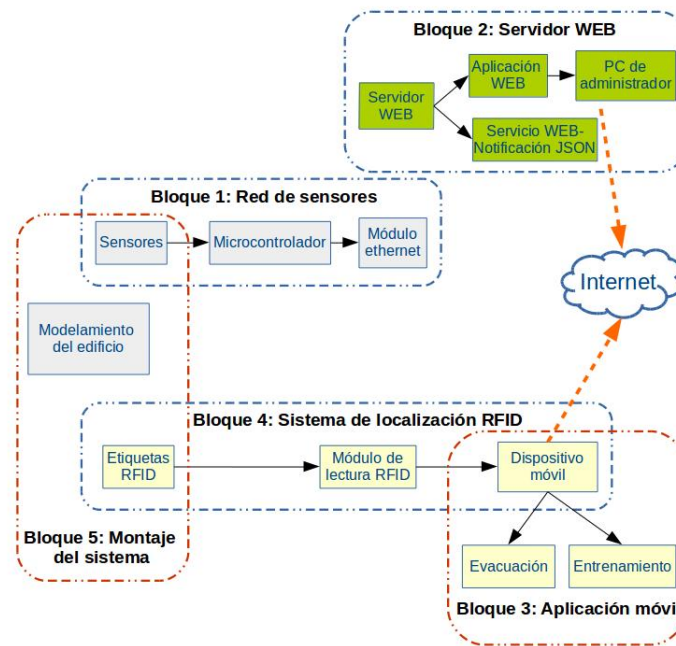 Bloque 2: Servidor WEB
Aplicación
WEB
PC de
administrador
Servidor
WEB
Servicio WEB-
Notificación JSON
Bloque 1: Red de sensores
Sensores
Microcontrolador
Módulo
ethernet
Internet
Modelamiento
del edificio
Bloque 4: Sistema de localización RFID
Etiquetas
RFID
Módulo de
lectura RFID
Dispositivo
móvil
Bloque 5: Montaje
del sistema
Evacuación
Entrenamiento
Bloque 3: Aplicación móvi